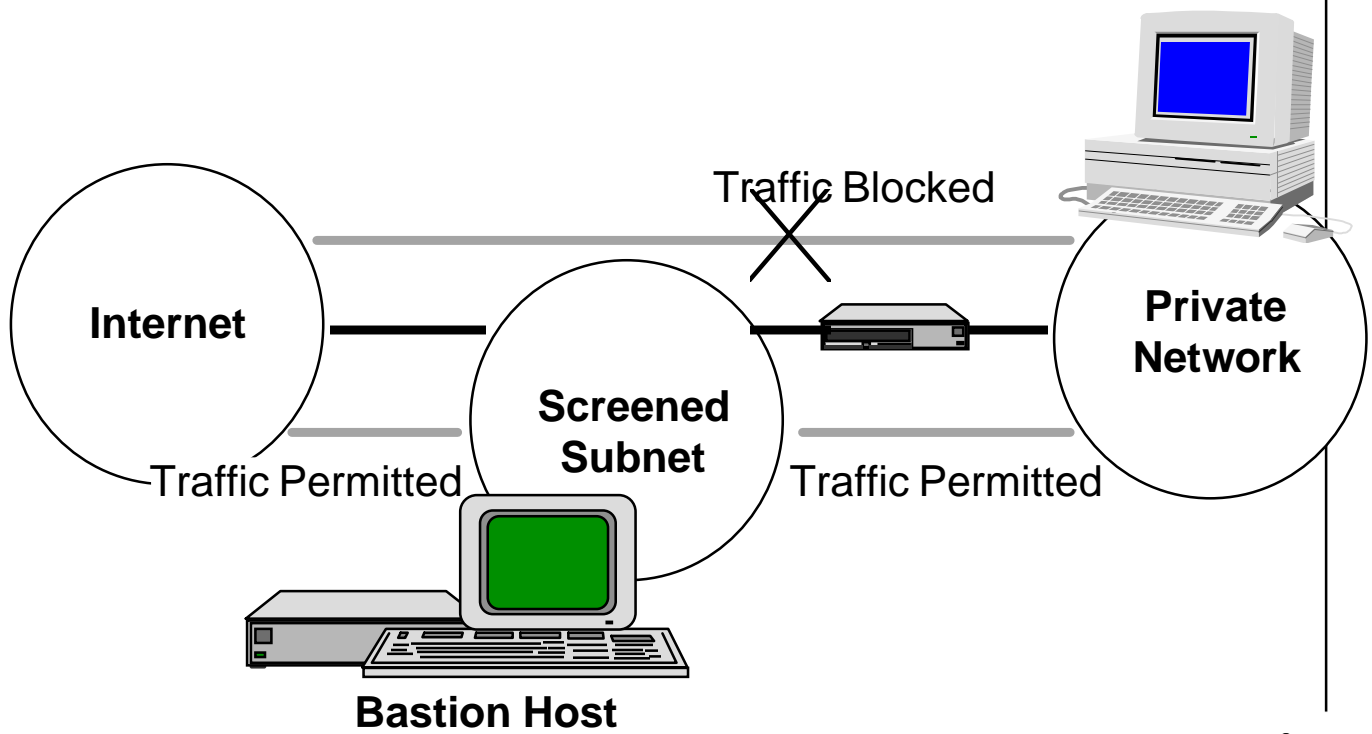 Traffic Blocked
Internet
Private
Network
Screened
Subnet
Traffic Permitted
Traffic Permitted
Bastion Host